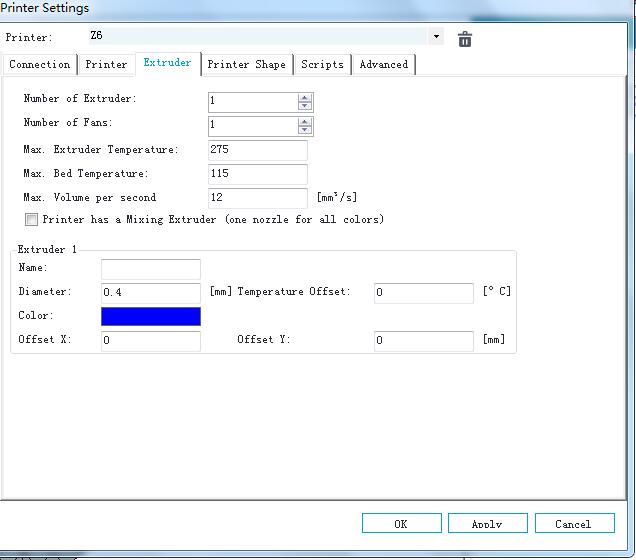 Printer Settings
Printer: Z6
Connection Printer Extruder Printer Shape Scripts Advanced
Number of Extruder: 1
Number of Fans: 1
Max. Extruder Temperature: 275
Max. Bed Temperature: 115
Max. Volume per second 12 [mm³/s]
Printer has a Mixing Extruder (one nozzle for all colors)
Extruder 1
Name:
Diameter: 0.4 [mm] Temperature Offset: 0 [° C]
Color:
Offset X: 0 Offset Y: 0 [mm]
OK Apply Cancel